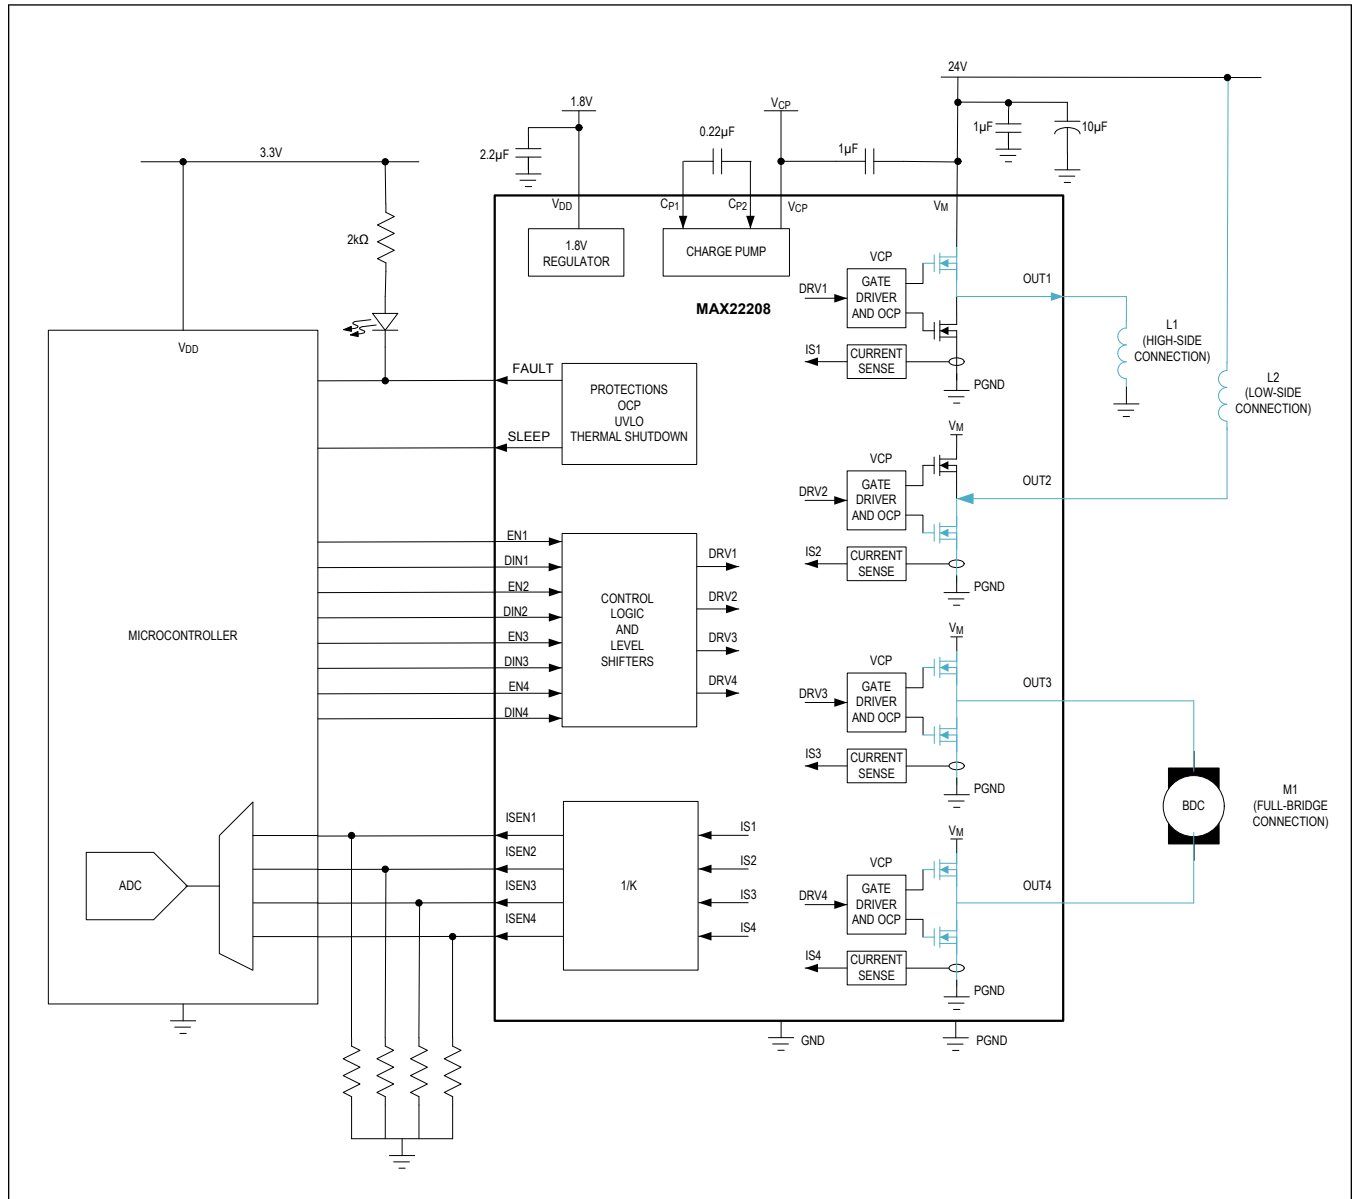 24V
1.8V
VCP
1µF
10µF
0.22µF
2.2µF
1µF
3.3V
VDD
CP1
CP2
VCP
VM
2kΩ
1.8V
REGULATOR
CHARGE PUMP
MAX22208
VCP
DRV1
GATE
DRIVER
AND OCP
OUT1
IS1
CURRENT
SENSE
PGND
L1
(HIGH-SIDE
CONNECTION)
L2
(LOW-SIDE
CONNECTION)
VDD
FAULT
SLEEP
PROTECTIONS
OCP
UVLO
THERMAL SHUTDOWN
VM
VCP
DRV2
GATE
DRIVER
AND OCP
OUT2
IS2
CURRENT
SENSE
PGND
MICROCONTROLLER
EN1
DIN1
EN2
DIN2
EN3
DIN3
EN4
DIN4
CONTROL
LOGIC
AND
LEVEL
SHIFTERS
DRV1
DRV2
DRV3
DRV4
VM
VCP
DRV3
GATE
DRIVER
AND OCP
OUT3
IS3
CURRENT
SENSE
PGND
BDC
M1
(FULL-BRIDGE
CONNECTION)
ADC
ISEN1
ISEN2
ISEN3
ISEN4
1/K
IS1
IS2
IS3
IS4
VM
VCP
DRV4
GATE
DRIVER
AND OCP
OUT4
IS4
CURRENT
SENSE
PGND
GND
PGND